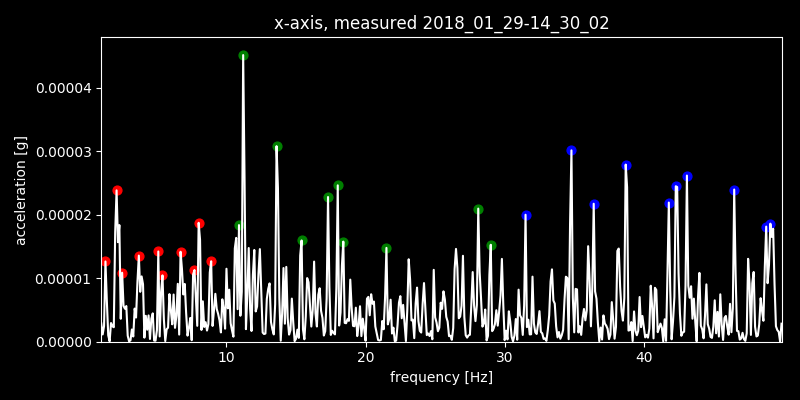 x-axis, measured 2018_01_29-14_30_02
acceleration [g]
0.00004
0.00003
0.00002
0.00001
0.00000
10 20 30 40
frequency [Hz]